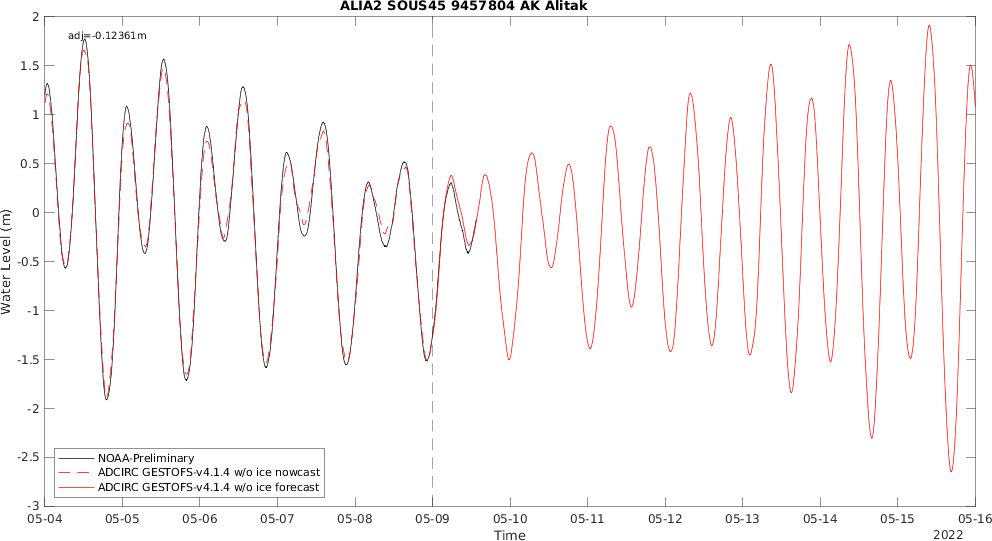 ALIA2 SOUS45 9457804 AK Alitak
adj=-0.12361m
Water Level (m)
2
1.5
1
0.5
0
-0.5
-1
-1.5
-2
-2.5
-3
NOAA-Preliminary
ADCIRC GESTOFS-v4.1.4 w/o ice nowcast
ADCIRC GESTOFS-v4.1.4 w/o ice forecast
05-04 05-05 05-06 05-07 05-08 05-09 05-10 05-11 05-12 05-13 05-14 05-15 05-16
Time
2022